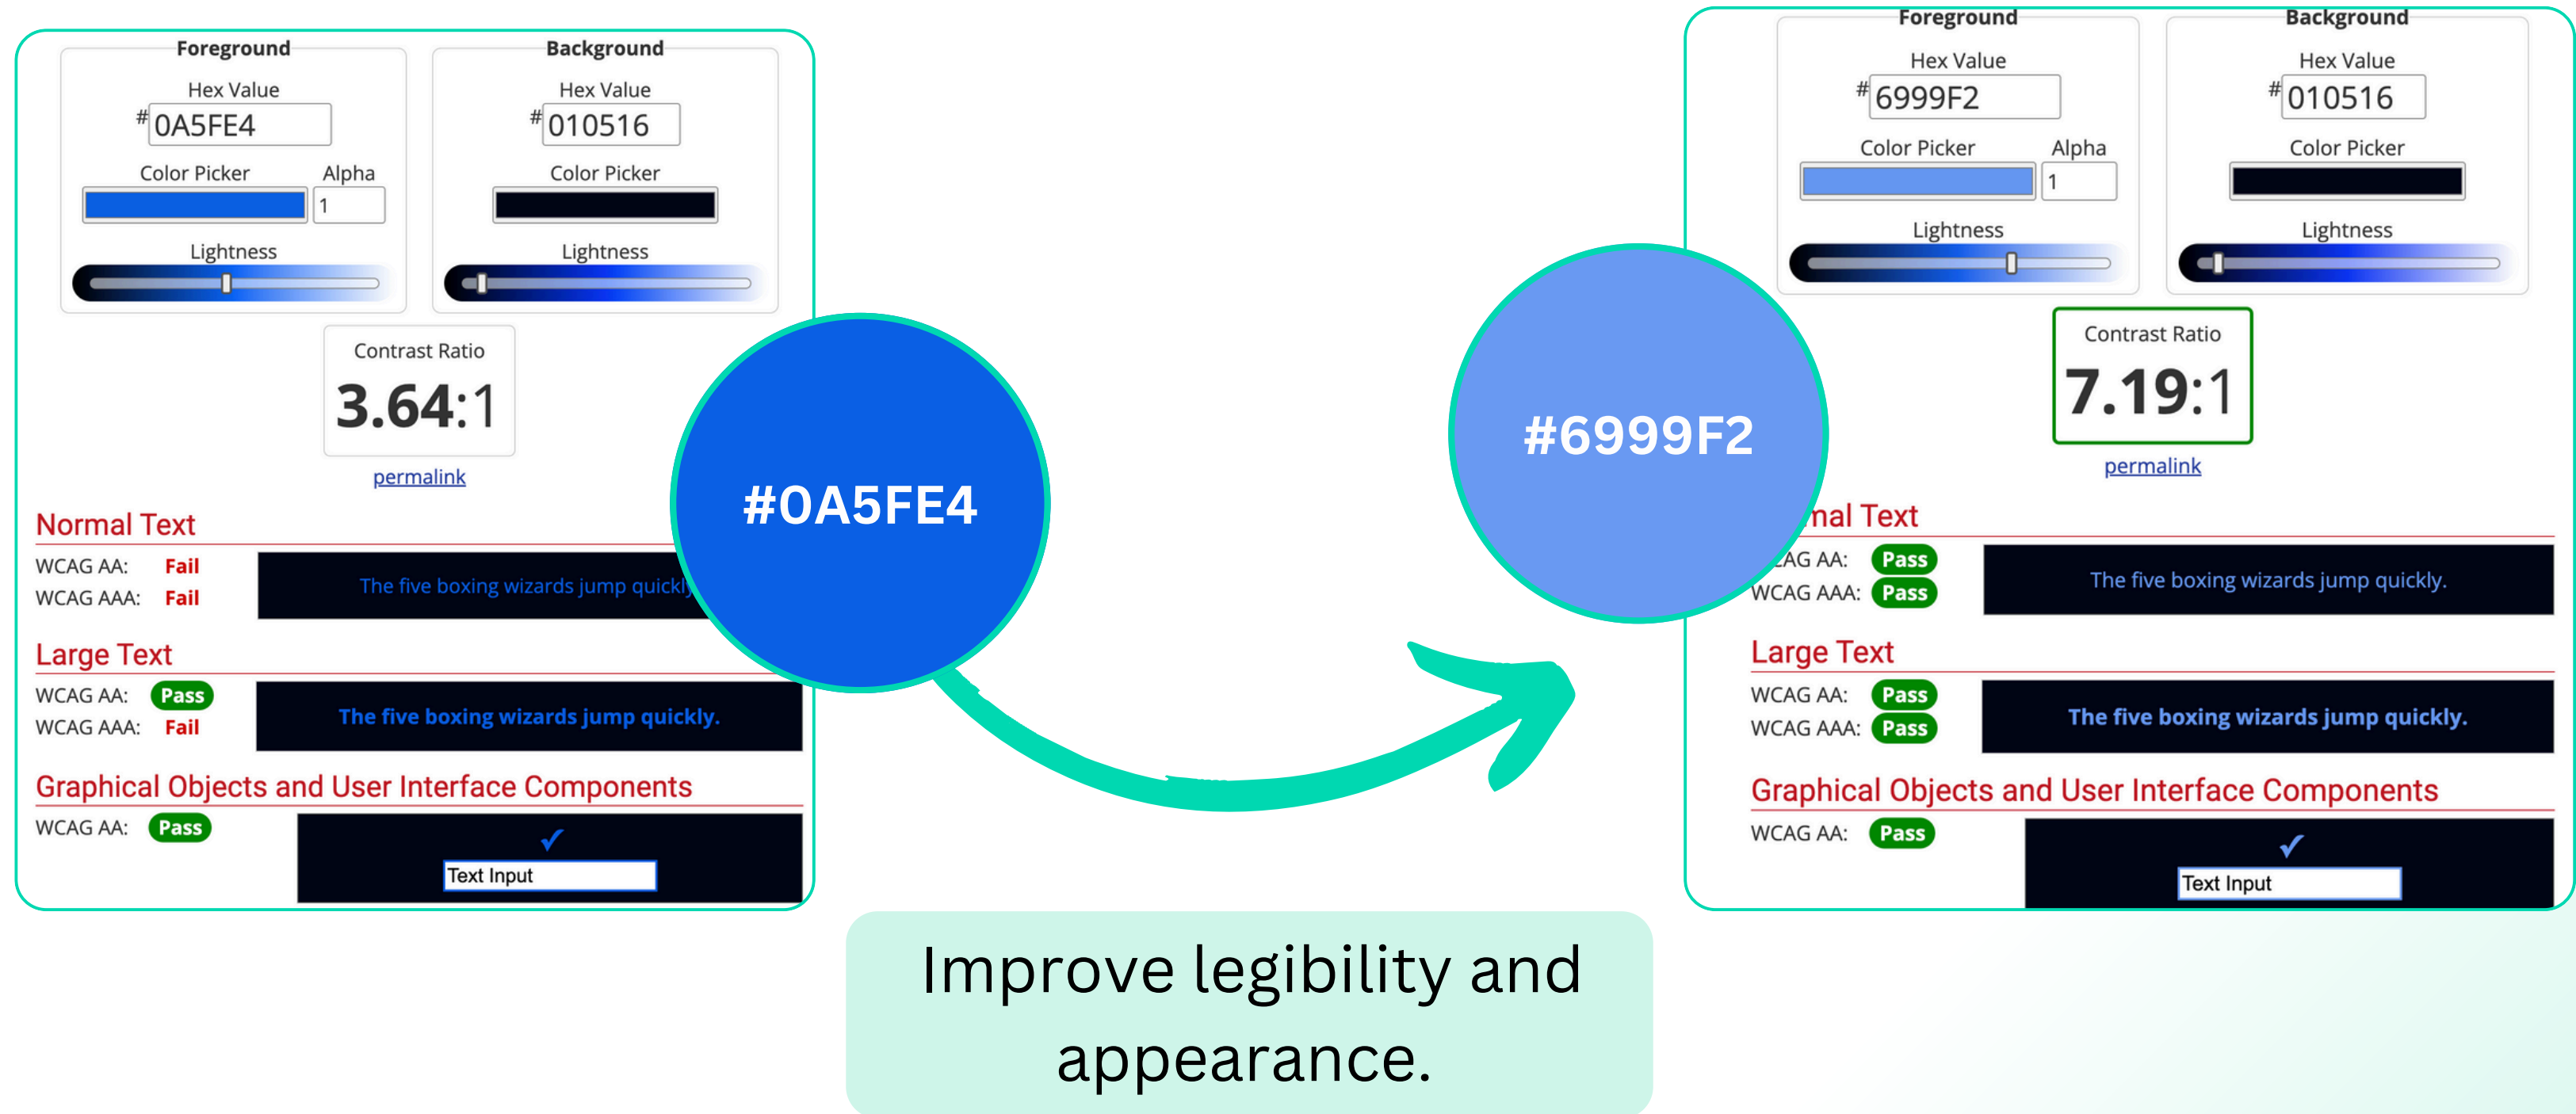 Foreground
Background
Hex Value
Hex Value
#0A5FE4
#010516
Color Picker
Alpha
Color Picker
1
Lightness
Lightness
Contrast Ratio
3.64:1
permalink
Normal Text
WCAG AA: Fail
WCAG AAA: Fail
The five boxing wizards jump quickly
Large Text
WCAG AA: Pass
WCAG AAA: Fail
The five boxing wizards jump quickly.
Graphical Objects and User Interface Components
WCAG AA: Pass
✓
Text Input
#0A5FE4
#6999F2
Foreground
Background
Hex Value
Hex Value
#6999F2
#010516
Color Picker
Alpha
Color Picker
1
Lightness
Lightness
Contrast Ratio
7.19:1
permalink
mal Text
AG AA: Pass
WCAG AAA: Pass
The five boxing wizards jump quickly.
Large Text
WCAG AA: Pass
WCAG AAA: Pass
The five boxing wizards jump quickly.
Graphical Objects and User Interface Components
WCAG AA: Pass
✓
Text Input
Improve legibility and
appearance.